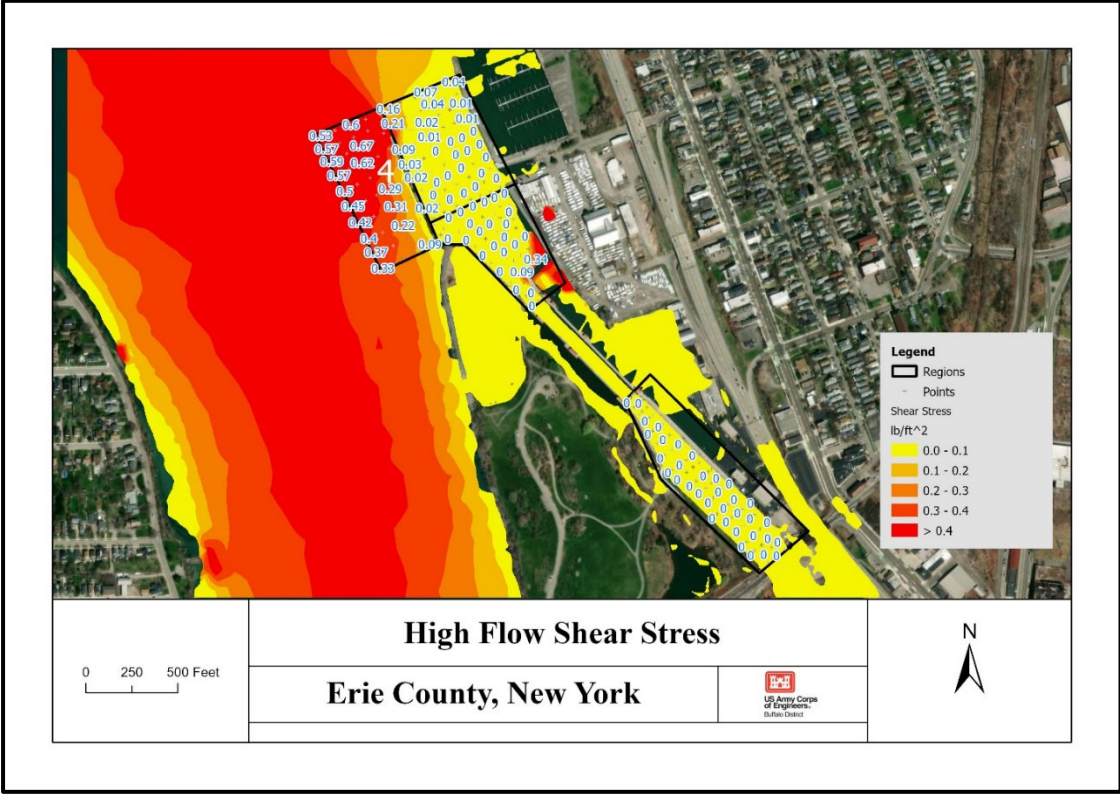 0.04
0.07
0.04 0.01
0.16
0.6 0.21 0.02 0.01
0.53 0.01
0.57 0.67 0.09 0
0.59 0.62 0.03
0.57 4 0.02
0.5 0.29
0.45 0.31 0.02
0.42 0.22
0.4 0.09
0.37 0.34
0.33 0.09
0 0
0.0
Legend
Regions
Points
Shear Stress
lb/ft^2
0.0 - 0.1
0.1 - 0.2
0.2 - 0.3
0.3 - 0.4
> 0.4
High Flow Shear Stress
Erie County, New York
0 250 500 Feet
US Army Corps
of Engineers.
Buffalo District
N